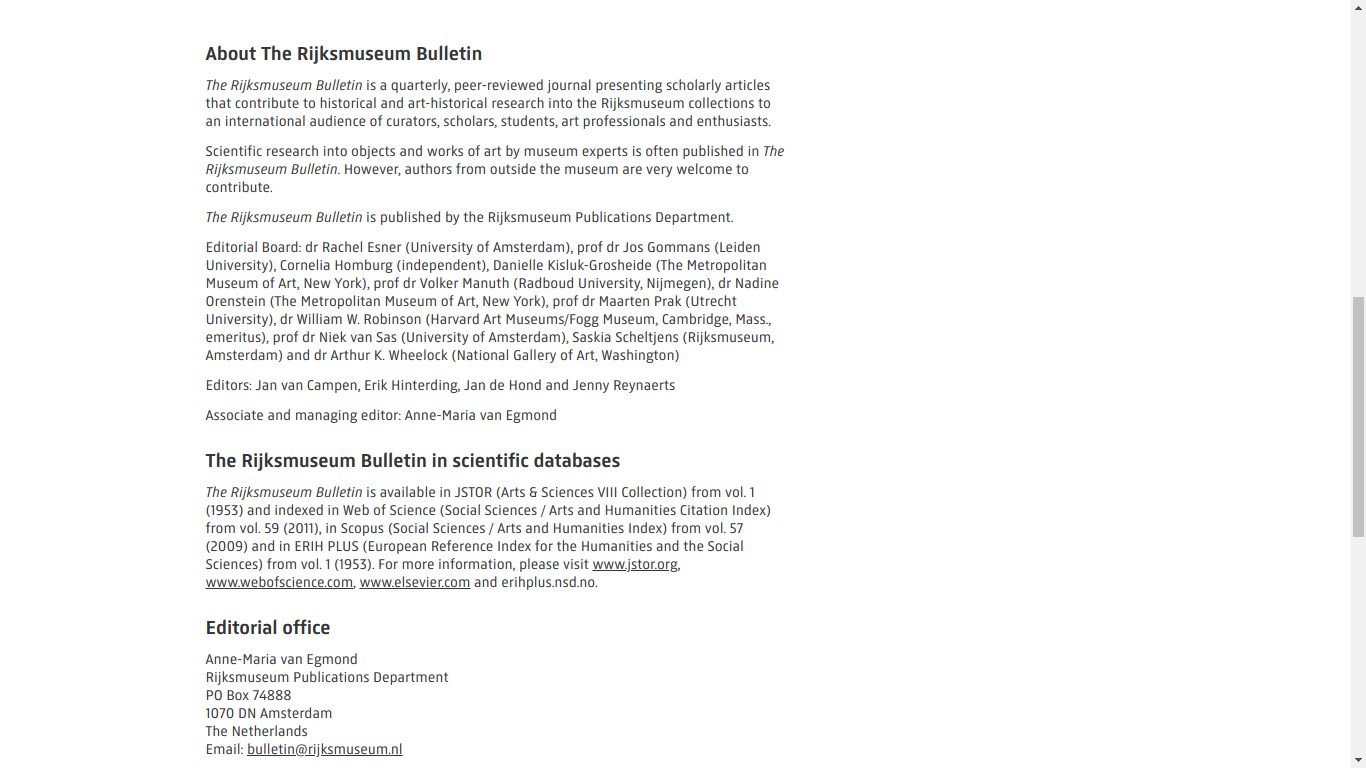 About The Rijksmuseum Bulletin
The Rijksmuseum Bulletin is a quarterly, peer-reviewed journal presenting scholarly articles
that contribute to historical and art-historical research into the Rijksmuseum collections to
an international audience of curators, scholars, students, art professionals and enthusiasts.
Scientific research into objects and works of art by museum experts is often published in The
Rijksmuseum Bulletin. However, authors from outside the museum are very welcome to
contribute.
The Rijksmuseum Bulletin is published by the Rijksmuseum Publications Department.
Editorial Board: dr Rachel Esner (University of Amsterdam), prof dr Jos Gommans (Leiden
University), Cornelia Homburg (independent), Danielle Kisluk-Grosheide (The Metropolitan
Museum of Art, New York), prof dr Volker Manuth (Radboud University, Nijmegen), dr Nadine
Orenstein (The Metropolitan Museum of Art, New York), prof dr Maarten Prak (Utrecht
University), dr William W. Robinson (Harvard Art Museums/Fogg Museum, Cambridge, Mass.,
emeritus), prof dr Niek van Sas (University of Amsterdam), Saskia Scheltjens (Rijksmuseum,
Amsterdam) and dr Arthur K. Wheelock (National Gallery of Art, Washington)
Editors: Jan van Campen, Erik Hinterding, Jan de Hond and Jenny Reynaerts
Associate and managing editor: Anne-Maria van Egmond
The Rijksmuseum Bulletin in scientific databases
The Rijksmuseum Bulletin is available in JSTOR (Arts & Sciences VIII Collection) from vol. 1
(1953) and indexed in Web of Science (Social Sciences / Arts and Humanities Citation Index)
from vol. 59 (2011), in Scopus (Social Sciences / Arts and Humanities Index) from vol. 57
(2009) and in ERIH PLUS (European Reference Index for the Humanities and the Social
Sciences) from vol. 1 (1953). For more information, please visit www.jstor.org,
www.webofscience.com, www.elsevier.com and erihplus.nsd.no.
Editorial office
Anne-Maria van Egmond
Rijksmuseum Publications Department
PO Box 74888
1070 DN Amsterdam
The Netherlands
Email: bulletin@rijksmuseum.nl